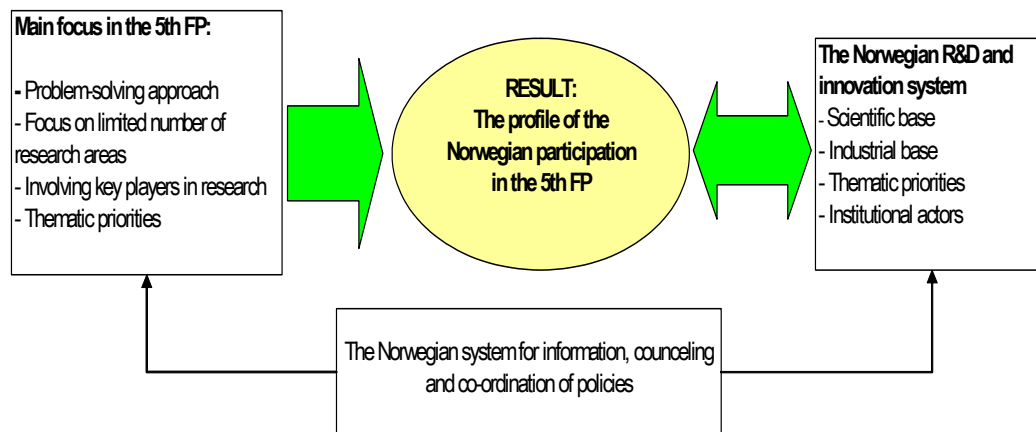 Main focus in the 5th FP:
- Problem-solving approach
- Focus on limited number of
research areas
- Involving key players in research
- Thematic priorities
RESULT:
The profile of the
Norwegian participation
in the 5th FP
The Norwegian R&D and
innovation system
- Scientific base
- Industrial base
- Thematic priorities
- Institutional actors
The Norwegian system for information, counceling
and co-ordination of policies